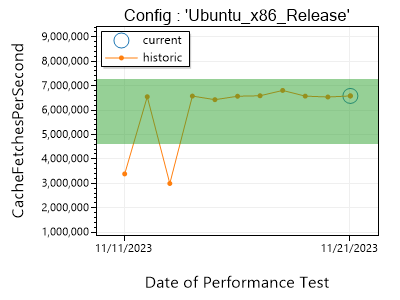 Config : 'Ubuntu_x86_Release'
CacheFetchesPerSecond
9,000,000
8,000,000
7,000,000
6,000,000
5,000,000
4,000,000
3,000,000
2,000,000
1,000,000
current
historic
11/11/2023
11/21/2023
Date of Performance Test